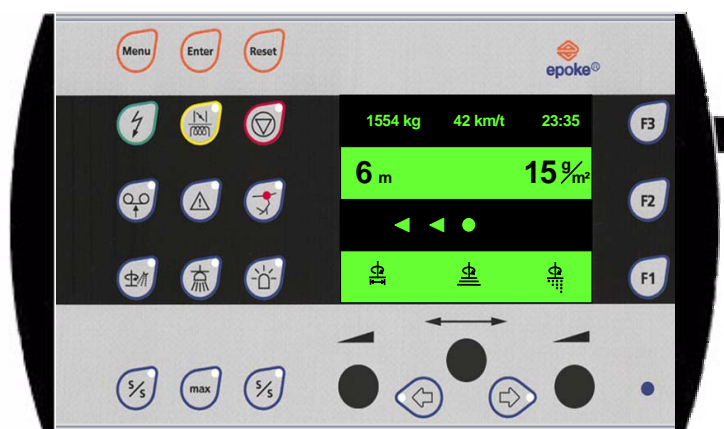 Menu Enter Reset
epoke®
1554 kg 42 km/t 23:35
F3
6 m 15 g/m²
F2
F1
S/S max S/S